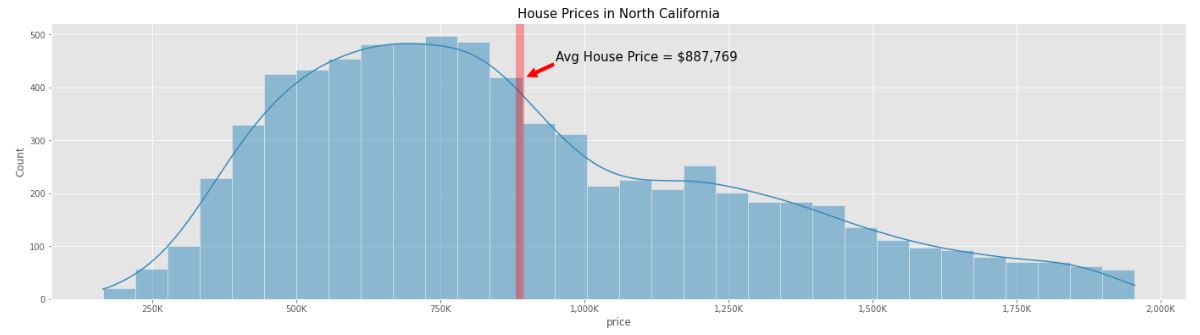 House Prices in North California
500
400
300
200
100
0
Count
Avg House Price = $887,769
250K
500K
750K
1,000K
1,250K
1,500K
1,750K
2,000K
price